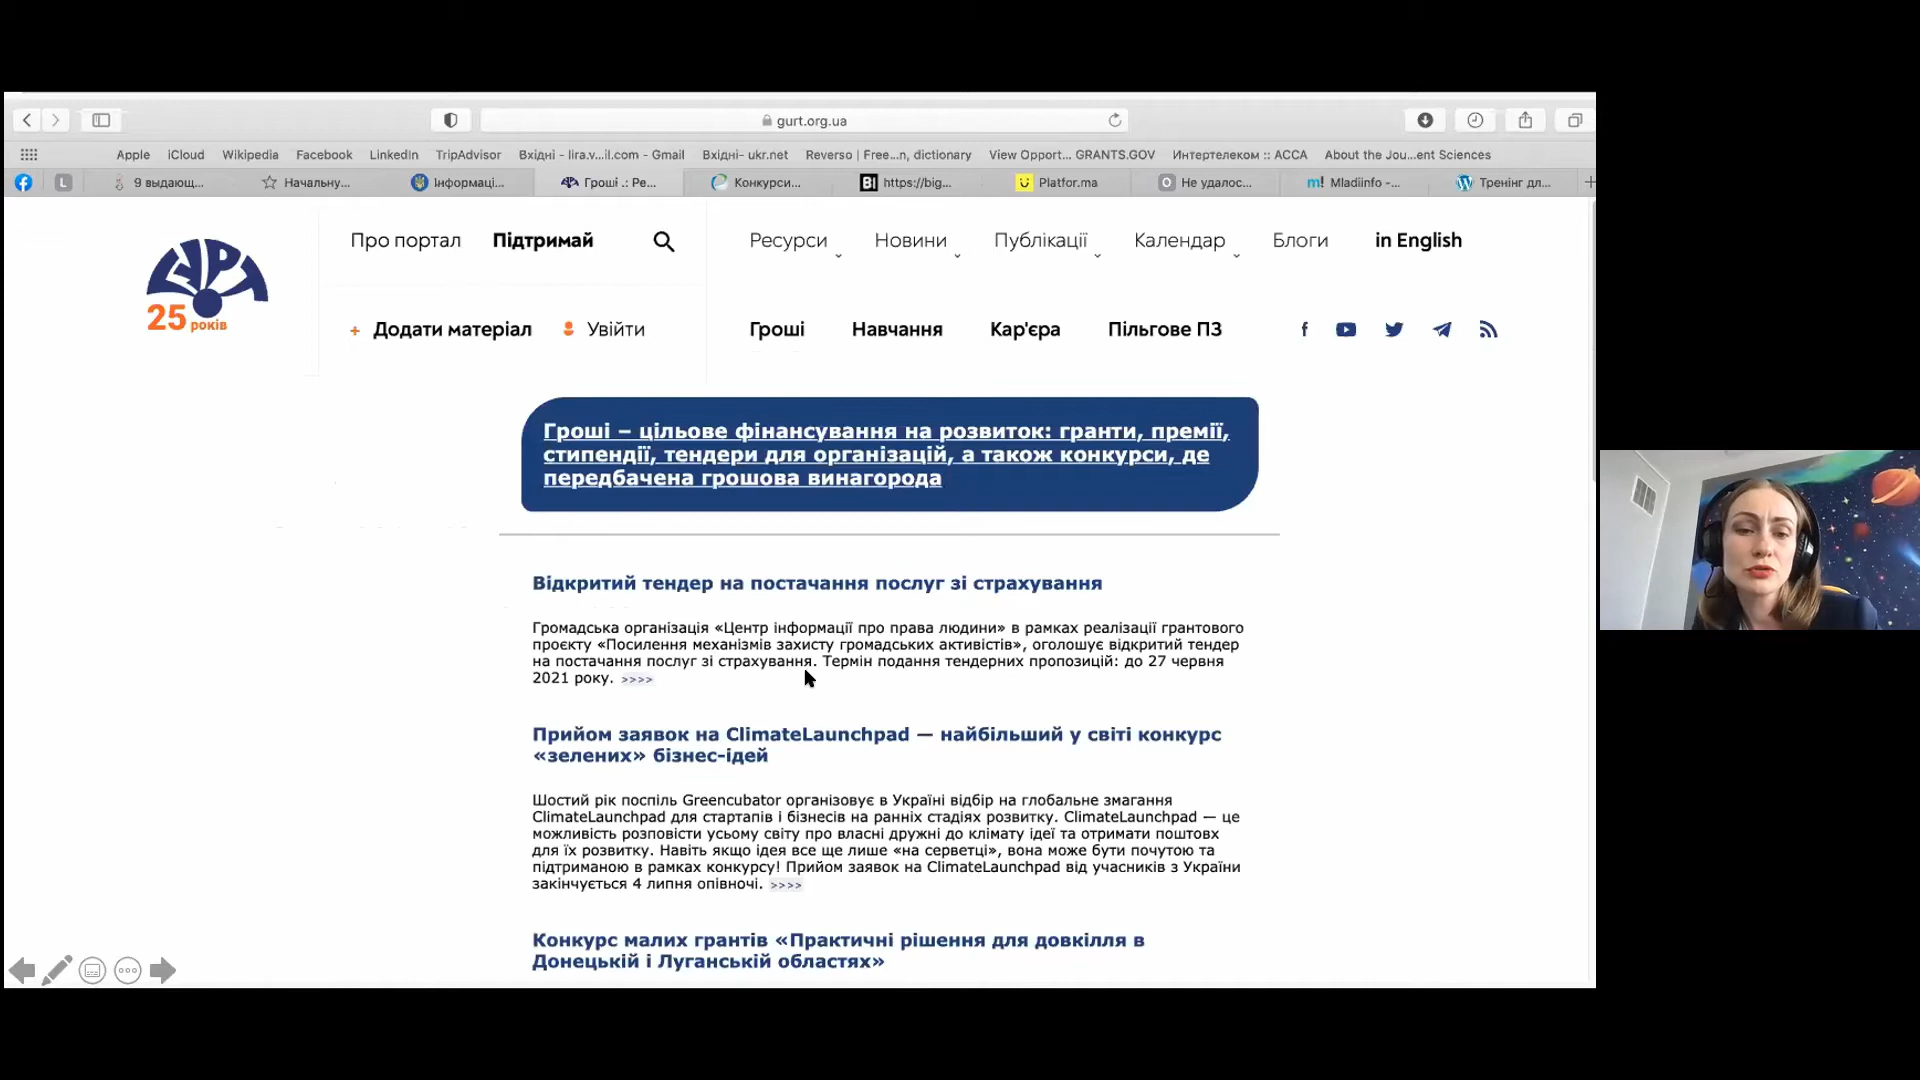 gurt.org.ua
Apple iCloud Wikipedia Facebook LinkedIn TripAdvisor Вхідні - lira.v...il.com - Gmail Вхідні- ukr.net Reverso | Free...n, dictionary View Opport... GRANTS.GOV Интертелеком :: АССА About the Jou...ent Sciences
L 9 выдающ... Начальну... Інформаці... Гроші .: Ре... Конкурси... BI https://big... Platfor.ma Не удалос... m! Mladiinfo -... Тренінг дл...
Про портал Підтримай Ресурси Новини Публікації Календар Блоги in English
ГУРТ
25 років
+ Додати матеріал Увійти Гроші Навчання Кар'єра Пільгове ПЗ
Гроші – цільове фінансування на розвиток: гранти, премії,
стипендії, тендери для організацій, а також конкурси, де
передбачена грошова винагорода
Відкритий тендер на постачання послуг зі страхування
Громадська організація «Центр інформації про права людини» в рамках реалізації грантового
проєкту «Посилення механізмів захисту громадських активістів», оголошує відкритий тендер
на постачання послуг зі страхування. Термін подання тендерних пропозицій: до 27 червня
2021 року. >>>>
Прийом заявок на ClimateLaunchpad — найбільший у світі конкурс
«зелених» бізнес-ідей
Шостий рік поспіль Greencubator організовує в Україні відбір на глобальне змагання
ClimateLaunchpad для стартапів і бізнесів на ранніх стадіях розвитку. ClimateLaunchpad — це
можливість розповісти усьому світу про власні дружні до клімату ідеї та отримати поштовх
для їх розвитку. Навіть якщо ідея все ще лише «на серветці», вона може бути почутою та
підтриманою в рамках конкурсу! Прийом заявок на ClimateLaunchpad від учасників з України
закінчується 4 липня опівночі. >>>>
Конкурс малих грантів «Практичні рішення для довкілля в
Донецькій і Луганській областях»